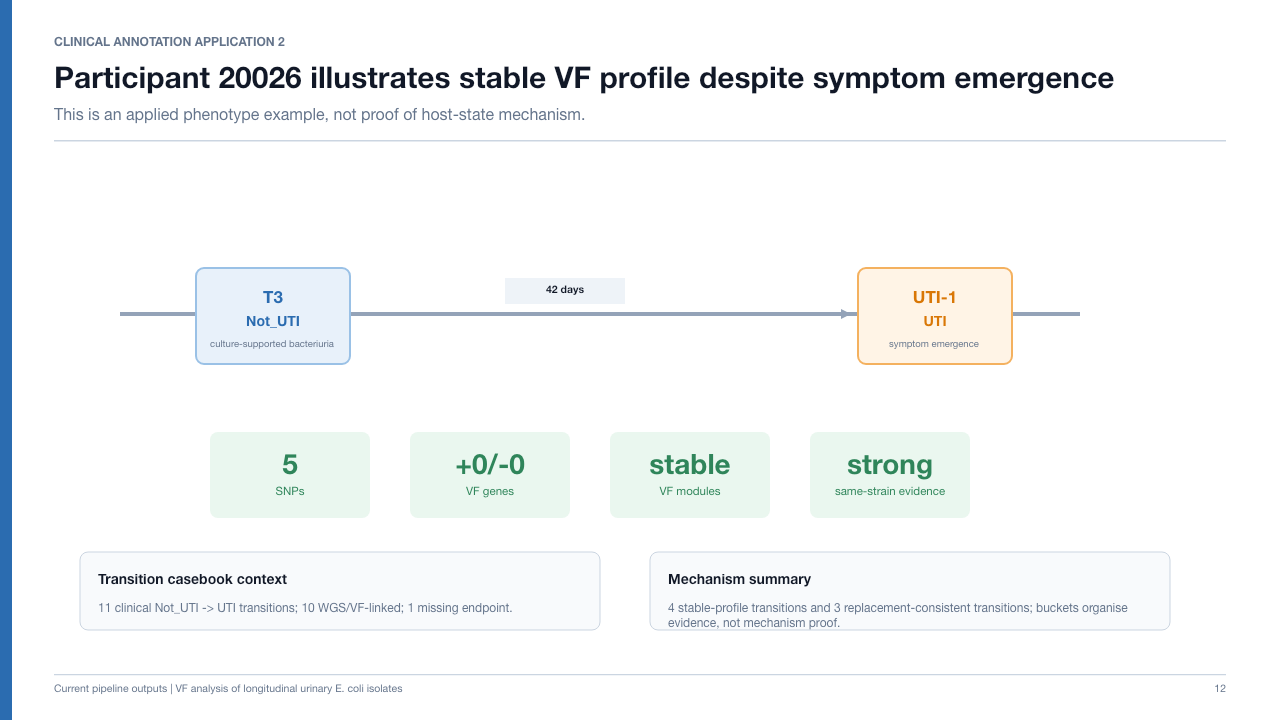 CLINICAL ANNOTATION APPLICATION 2
Participant 20026 illustrates stable VF profile despite symptom emergence
This is an applied phenotype example, not proof of host-state mechanism.
T3
Not_UTI
culture-supported bacteriuria
42 days
UTI-1
UTI
symptom emergence
5
SNPs
+0/-0
VF genes
stable
VF modules
strong
same-strain evidence
Transition casebook context
11 clinical Not_UTI -> UTI transitions; 10 WGS/VF-linked; 1 missing endpoint.
Mechanism summary
4 stable-profile transitions and 3 replacement-consistent transitions; buckets organise
evidence, not mechanism proof.
Current pipeline outputs | VF analysis of longitudinal urinary E. coli isolates
12